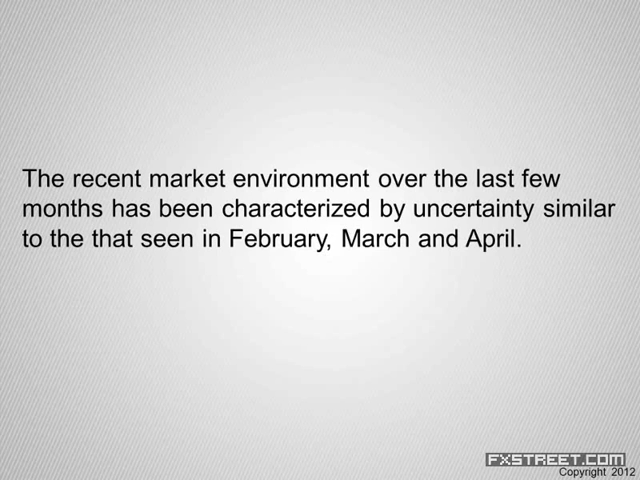 The recent market environment over the last few
months has been characterized by uncertainty similar
to the that seen in February, March and April.
FXSTREET.COM
Copyright 2012